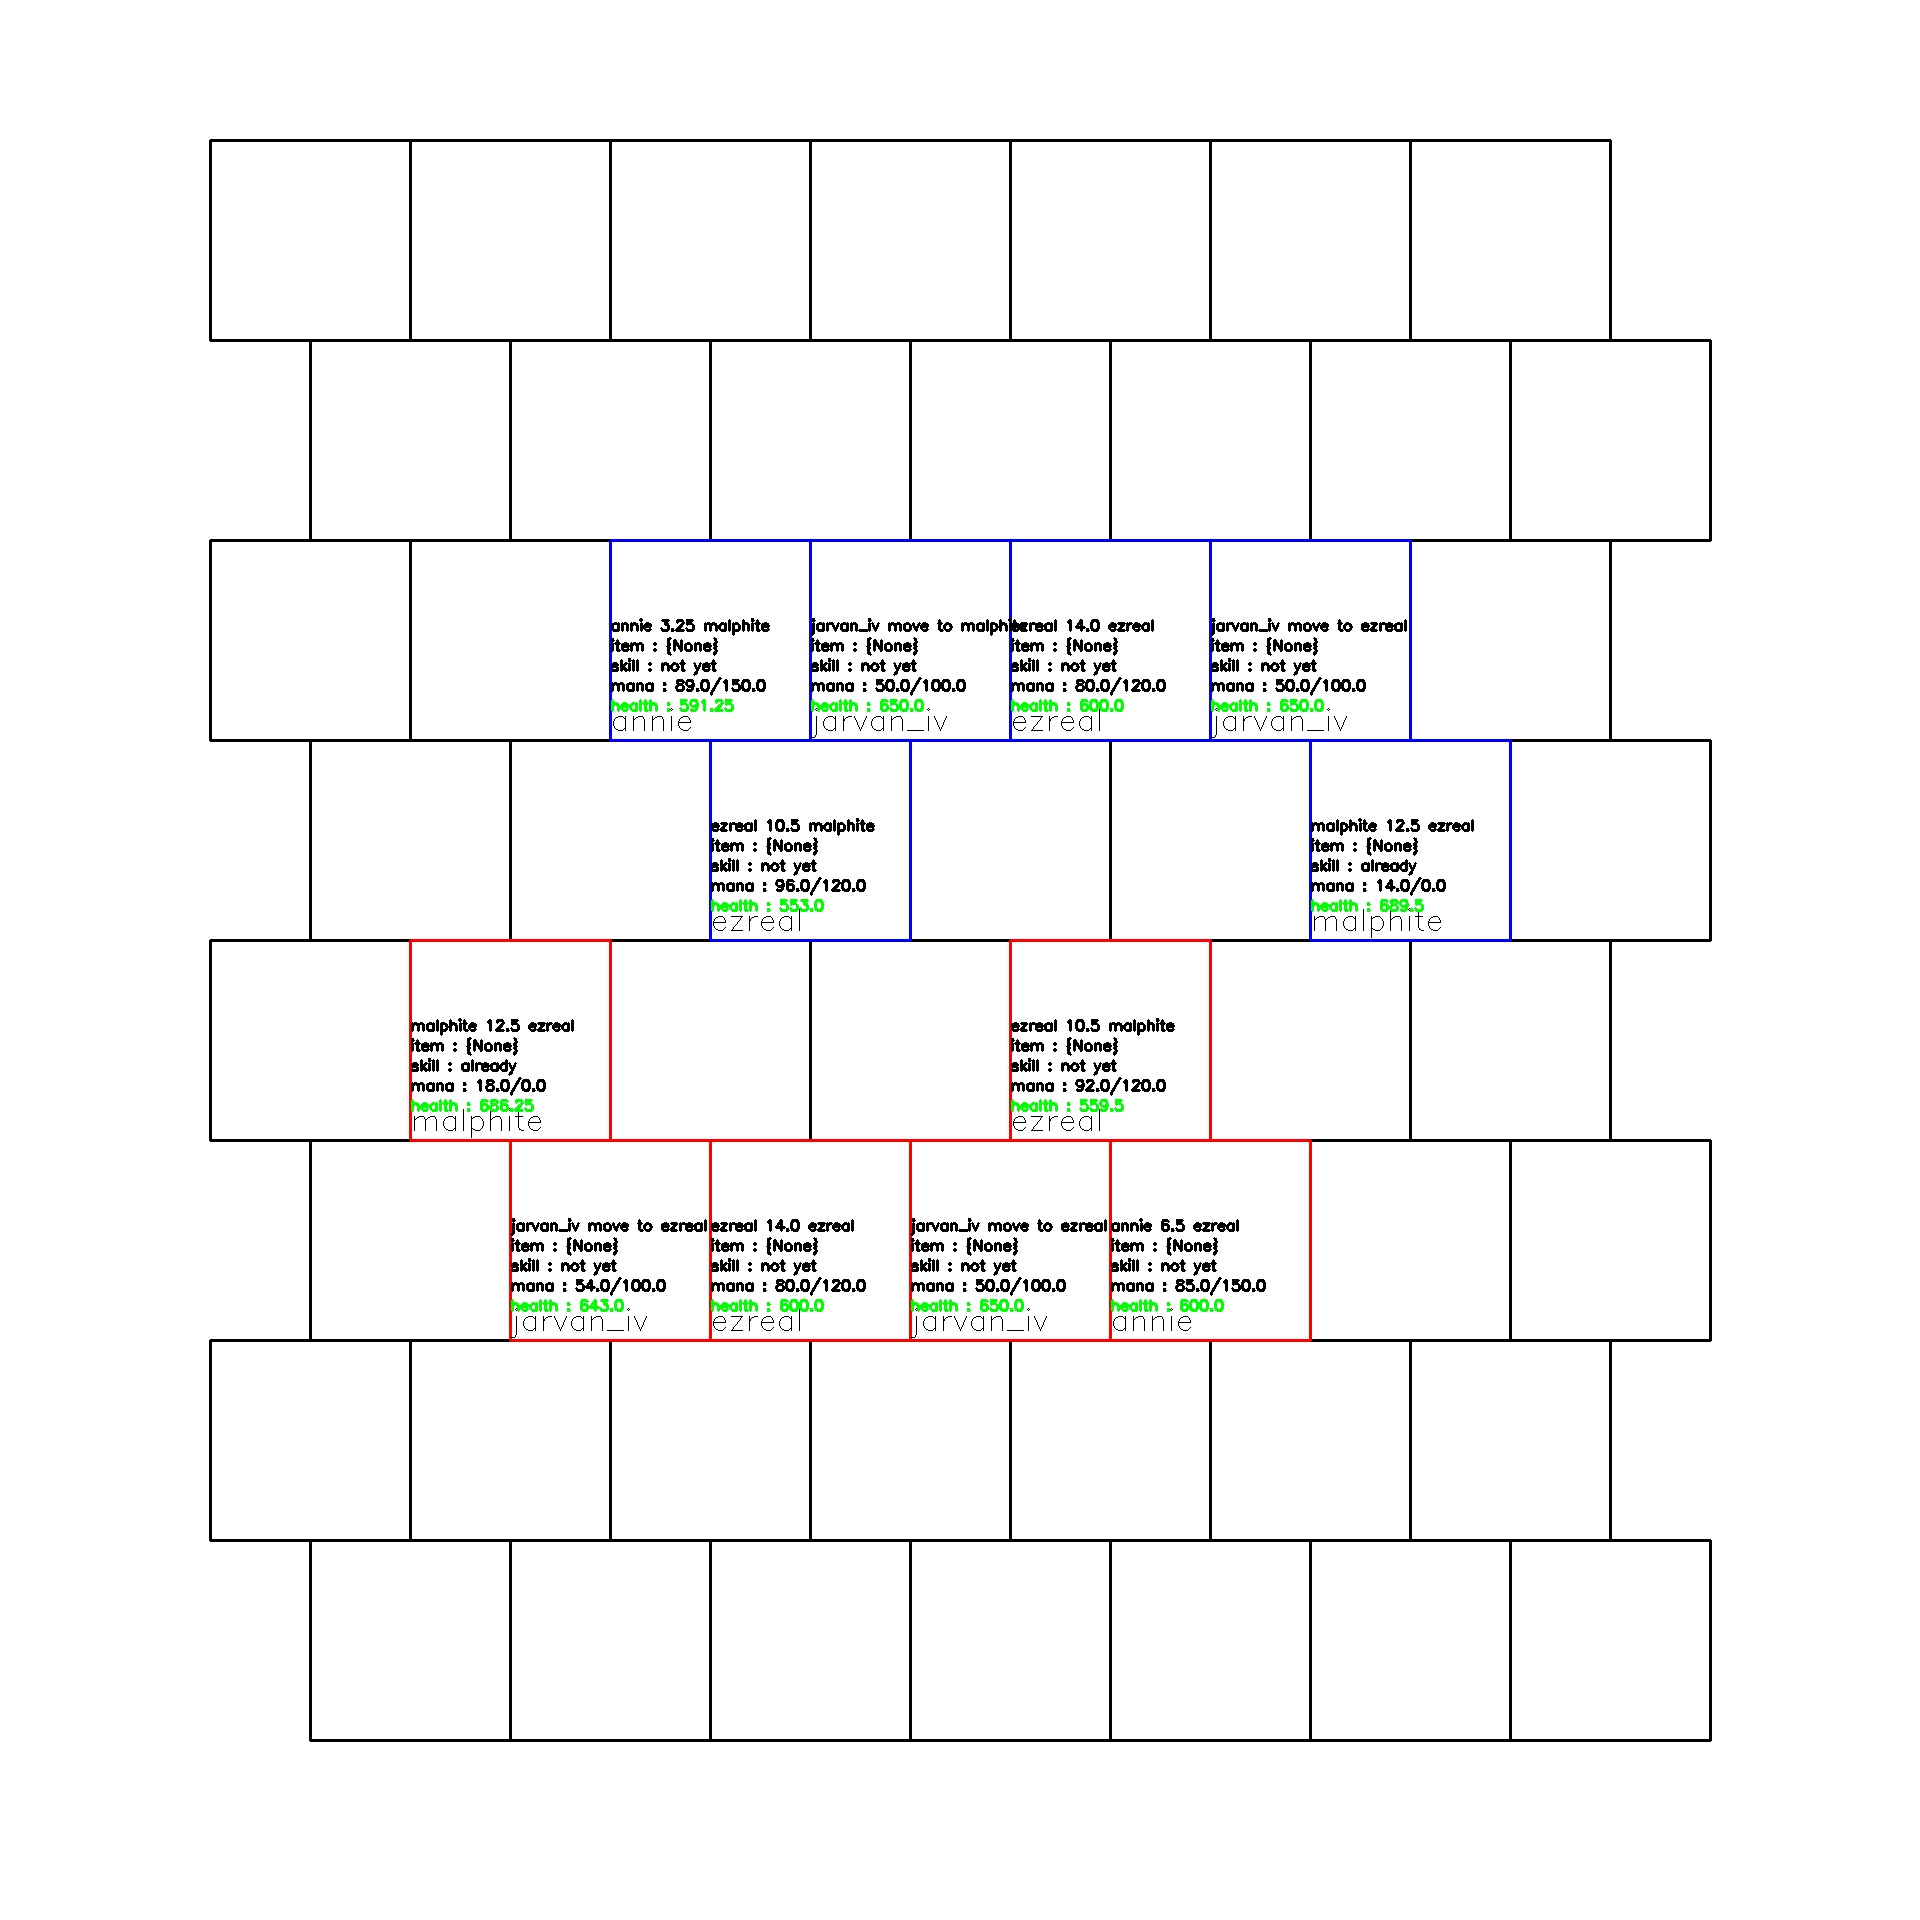 annie 3.25 malphite
item : {None}
skill : not yet
mana : 89.0/150.0
health : 591.25
annie
jarvan_iv move to malphite
item : {None}
skill : not yet
mana : 50.0/100.0
health : 650.0
jarvan_iv
ezreal 14.0 ezreal
item : {None}
skill : not yet
mana : 80.0/120.0
health : 600.0
ezreal
jarvan_iv move to ezreal
item : {None}
skill : not yet
mana : 50.0/100.0
health : 650.0
jarvan_iv
ezreal 10.5 malphite
item : {None}
skill : not yet
mana : 96.0/120.0
health : 553.0
ezreal
malphite 12.5 ezreal
item : {None}
skill : already
mana : 14.0/0.0
health : 689.5
malphite
malphite 12.5 ezreal
item : {None}
skill : already
mana : 18.0/0.0
health : 686.25
malphite
ezreal 10.5 malphite
item : {None}
skill : not yet
mana : 92.0/120.0
health : 559.5
ezreal
jarvan_iv move to ezreal
item : {None}
skill : not yet
mana : 54.0/100.0
health : 643.0
jarvan_iv
ezreal 14.0 ezreal
item : {None}
skill : not yet
mana : 80.0/120.0
health : 600.0
ezreal
jarvan_iv move to ezreal
item : {None}
skill : not yet
mana : 50.0/100.0
health : 650.0
jarvan_iv
annie 6.5 ezreal
item : {None}
skill : not yet
mana : 85.0/150.0
health : 600.0
annie